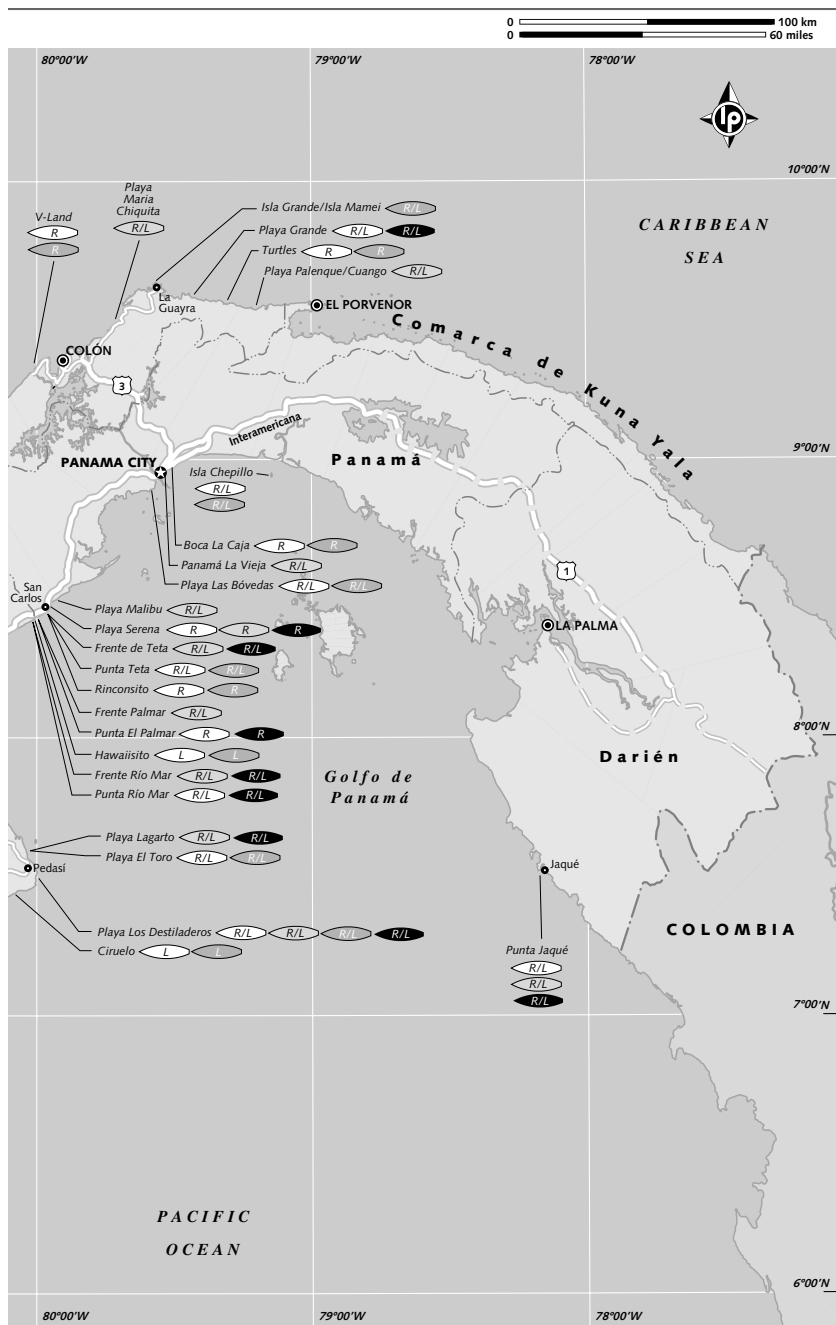 0 100 km
0 60 miles
80°00'W 79°00'W 78°00'W
lp
10°00'N
Playa
Maria
Chiquita
R/L
V-Land
R
R
Isla Grande/Isla Mamei R/L
Playa Grande R/L R/L
Turtles R R
Playa Palenque/Cuango R/L
CARIBBEAN
SEA
La
Guayra
EL PORVENOR
COLÓN
Comarca de Kuna Yala
3
Interamericana
9°00'N
PANAMA CITY
Panamá
Isla Chepillo
R/L
R/L
Boca La Caja R R
Panamá La Vieja R/L
Playa Las Bóvedas R/L R/L
1
San
Carlos
Playa Malibu R/L
Playa Serena R R R
Frente de Teta R/L R/L
Punta Teta R/L R/L
Rinconsito R R
Frente Palmar R/L
Punta El Palmar R R
Hawaiisito L L
Frente Río Mar R/L R/L
Punta Río Mar R/L R/L
LA PALMA
8°00'N
Darién
Golfo de
Panamá
Playa Lagarto R/L R/L
Playa El Toro R/L R/L
Pedasí
Jaqué
Playa Los Destiladeros R/L R/L R/L R/L
Ciruelo L L
COLOMBIA
Punta Jaqué
R/L
R/L
R/L
7°00'N
PACIFIC
OCEAN
6°00'N
80°00'W 79°00'W 78°00'W